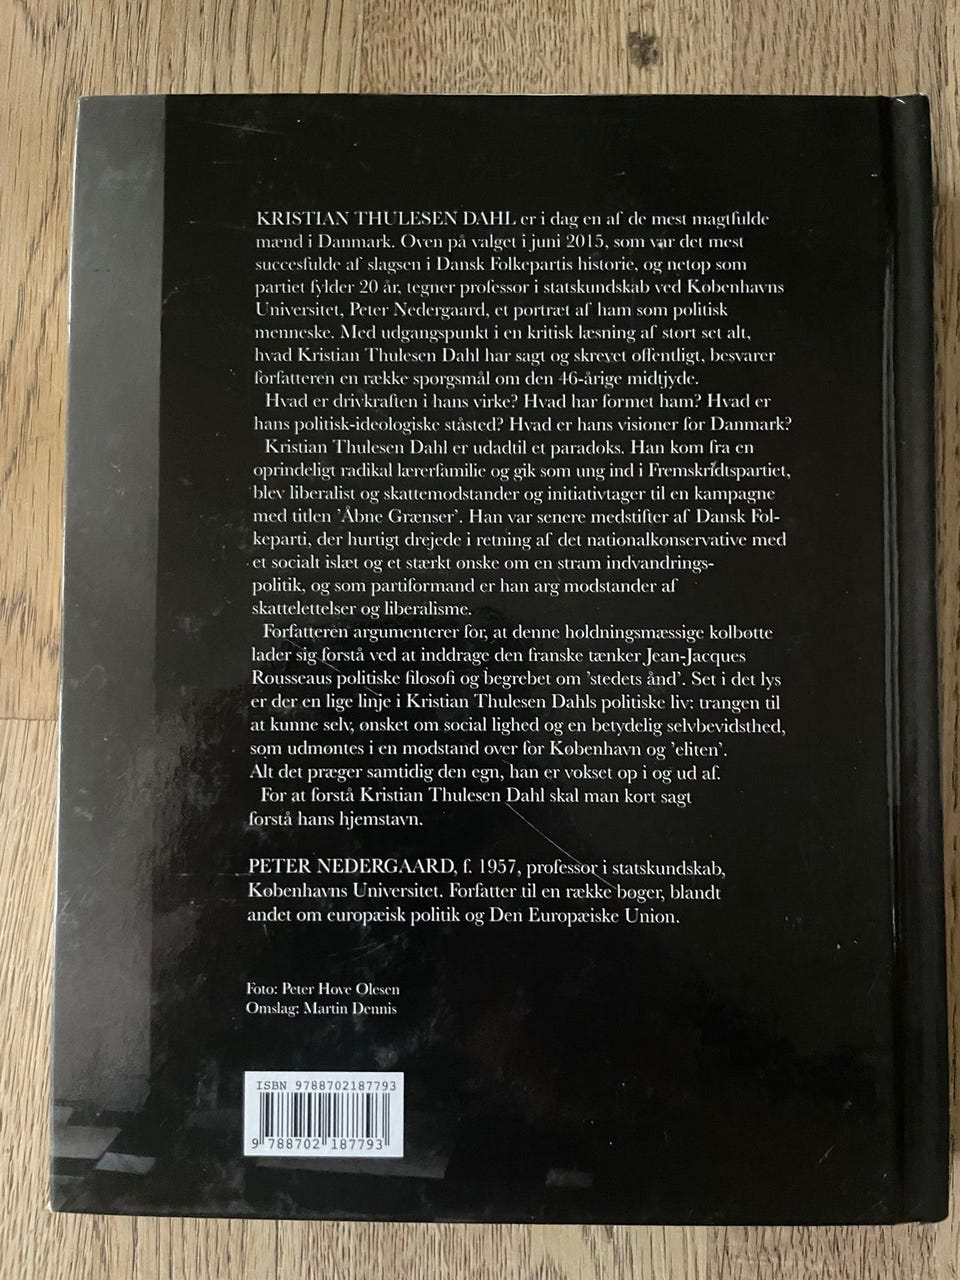 KRISTIAN THULESEN DAHL er i dag en af de mest magtfulde
mænd i Danmark. Oven på valget i juni 2015, som var det mest
succesfulde af slagsen i Dansk Folkepartis historie, og netop som
partiet fylder 20 år, tegner professor i statskundskab ved Københavns
Universitet, Peter Nedergaard, et portræt af ham som politisk
menneske. Med udgangspunkt i en kritisk læsning af stort set alt,
hvad Kristian Thulesen Dahl har sagt og skrevet offentligt, besvarer
forfatteren en række spørgsmål om den 46-årige midtjyde.
Hvad er drivkraften i hans virke? Hvad har formet ham? Hvad er
hans politisk-ideologiske ståsted? Hvad er hans visioner for Danmark?
Kristian Thulesen Dahl er udadtil et paradoks. Han kom fra en
oprindeligt radikal lærerfamilie og gik som ung ind i Fremskridtspartiet,
blev liberalist og skattemodstander og initiativtager til en kampagne
med titlen 'Åbne Grænser'. Han var senere medstifter af Dansk Fol-
keparti, der hurtigt drejede i retning af det nationalkonservative med
et socialt islæt og et stærkt ønske om en stram indvandrings-
politik, og som partiformand er han arg modstander af
skattelettelser og liberalisme.
Forfatteren argumenterer for, at denne holdningsmæssige kolbøtte
lader sig forstå ved at inddrage den franske tænker Jean-Jacques
Rousseaus politiske filosofi og begrebet om 'stedets ånd'. Set i det lys
er der en lige linje i Kristian Thulesen Dahls politiske liv: trangen til
at kunne selv, ønsket om social lighed og en betydelig selvbevidsthed,
som udmøntes i en modstand over for København og 'eliten'.
Alt det præger samtidig den egn, han er vokset op i og ud af.
For at forstå Kristian Thulesen Dahl skal man kort sagt
forstå hans hjemstavn.
PETER NEDERGAARD, f. 1957, professor i statskundskab,
Københavns Universitet. Forfatter til en række bøger, blandt
andet om europæisk politik og Den Europæiske Union.
Foto: Peter Hove Olesen
Omslag: Martin Dennis
ISBN 9788702187793
9 788702 187793